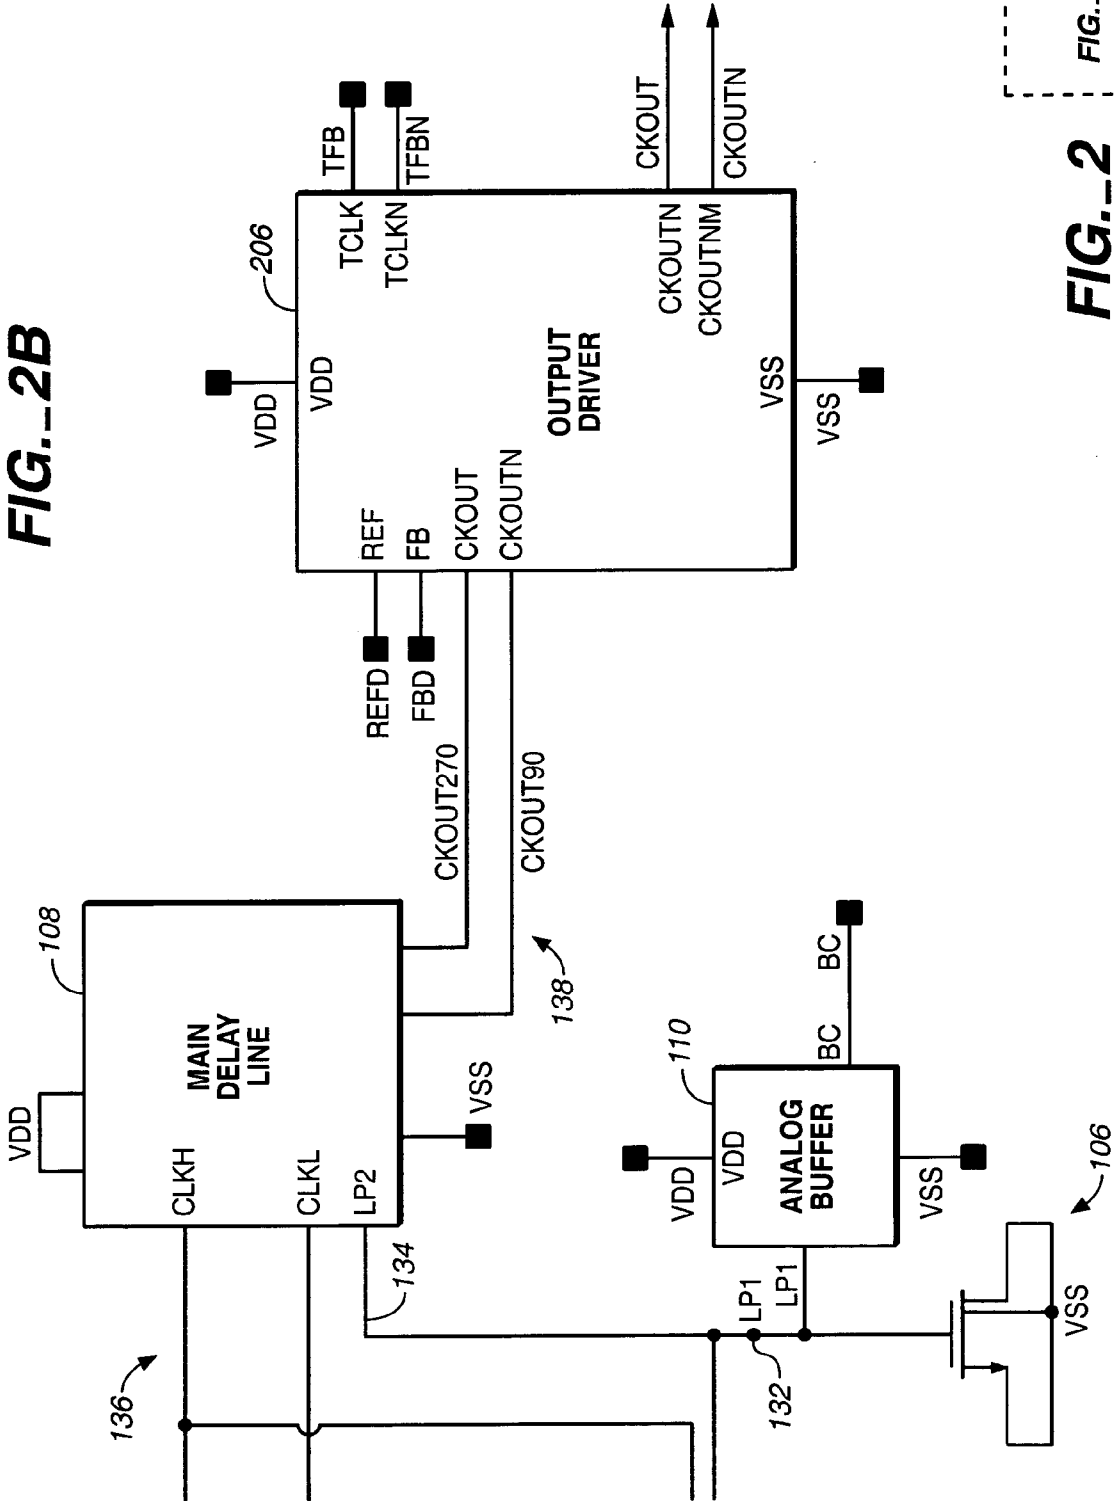 FIG._2B
VDD
108
MAIN
DELAY
LINE
CLKH
CLKL
LP2
VSS
136
134
CKOUT270
CKOUT90
138
VDD
VDD
206
REFD
REF
FBD
FB
CKOUT
CKOUTN
OUTPUT
DRIVER
TFB
TCLK
TFBN
TCLKN
CKOUTN
CKOUT
CKOUTNM
CKOUTN
VSS
VSS
VDD
VDD
110
ANALOG
BUFFER
BC
BC
LP1
LP1
132
VSS
VSS
106
FIG._2
FIG.